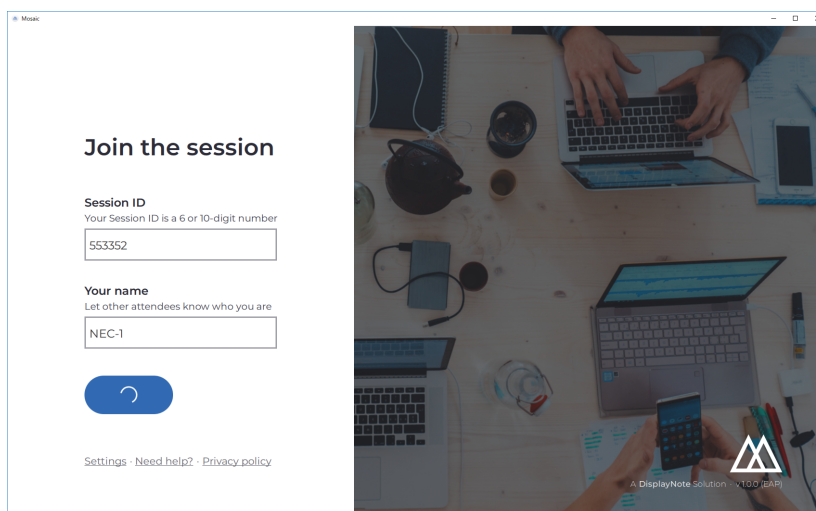 Mosaic
Join the session
Session ID
Your Session ID is a 6 or 10-digit number
553352
Your name
Let other attendees know who you are
NEC-1
Settings · Need help? · Privacy policy
A DisplayNote Solution - v 1.0.0 (EAP)